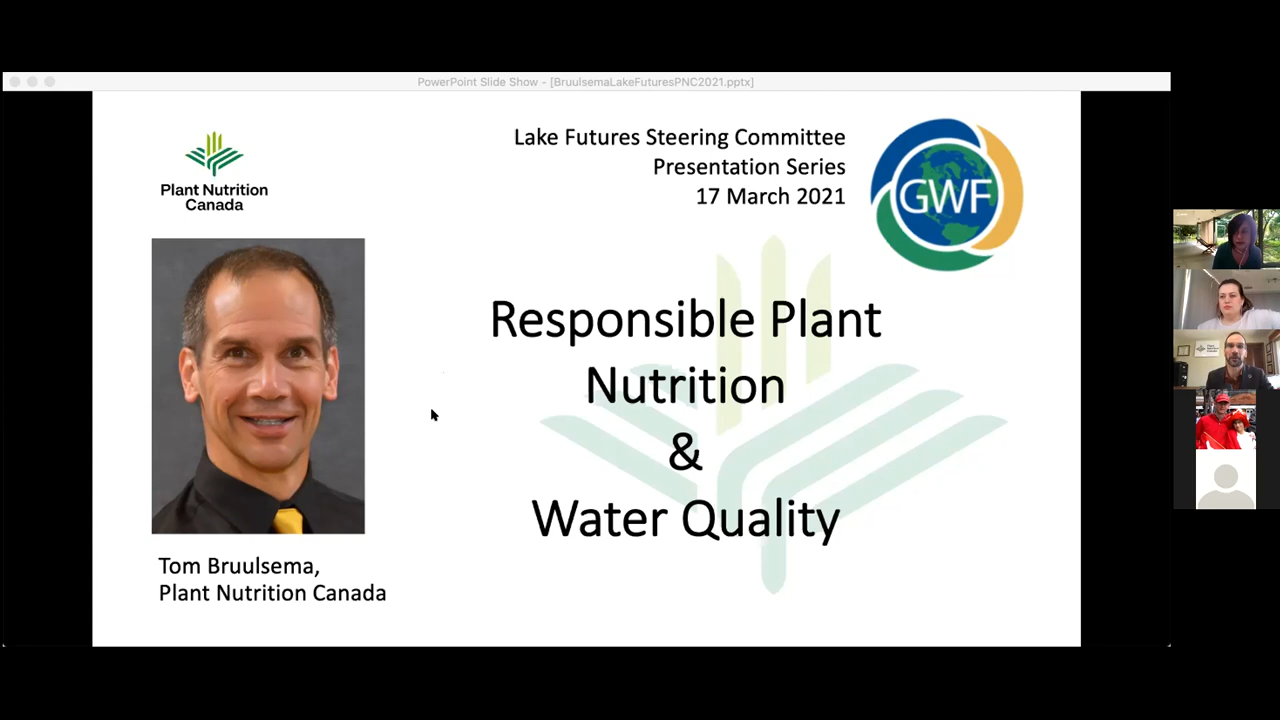 PowerPoint Slide Show - [BruulsemaLakeFuturesPNC2021.pptx]
Plant Nutrition
Canada
Lake Futures Steering Committee
Presentation Series
17 March 2021
GWF
Responsible Plant
Nutrition
&
Water Quality
Tom Bruulsema,
Plant Nutrition Canada